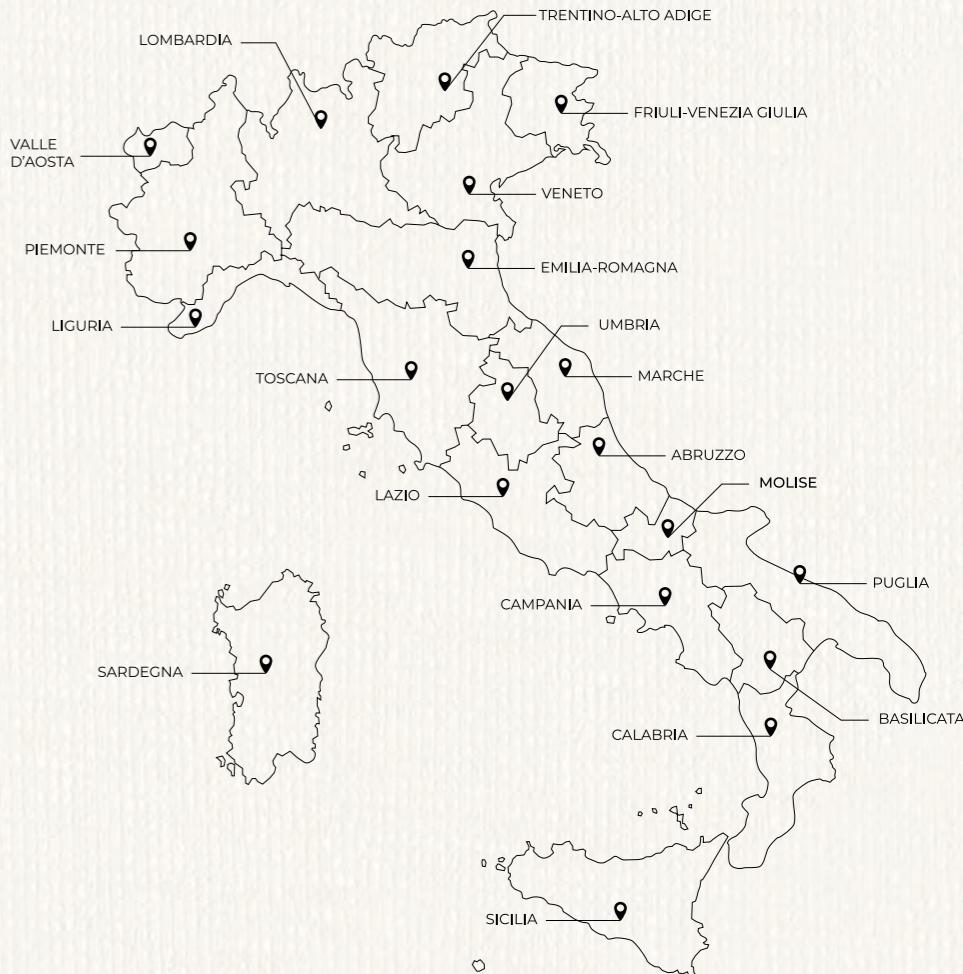 TRENTINO-ALTO ADIGE
LOMBARDIA
FRIULI-VENEZIA GIULIA
VALLE
D'AOSTA
VENETO
PIEMONTE
EMILIA-ROMAGNA
LIGURIA
UMBRIA
TOSCANA
MARCHE
ABRUZZO
MOLISE
LAZIO
PUGLIA
CAMPANIA
SARDEGNA
BASILICATA
CALABRIA
SICILIA